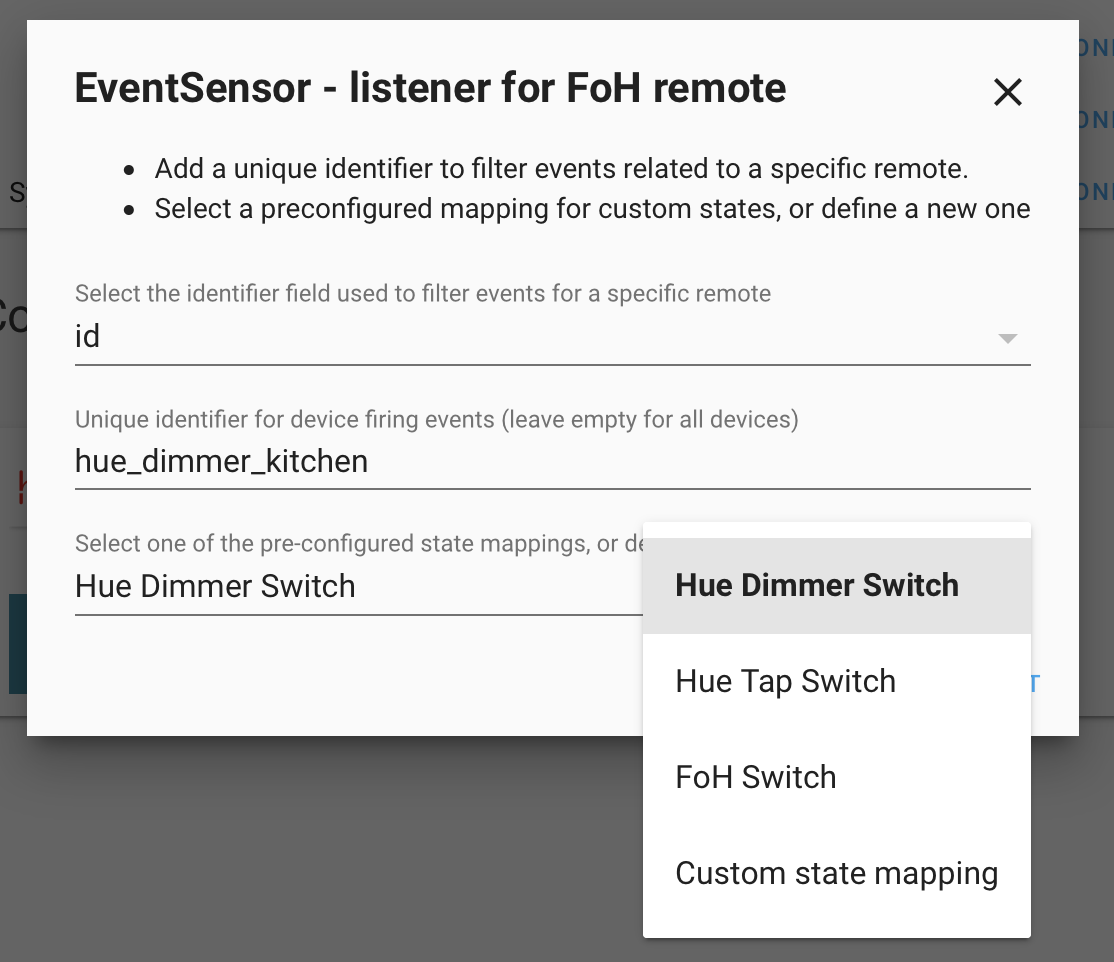 EventSensor - listener for FoH remote
Add a unique identifier to filter events related to a specific remote.
Select a preconfigured mapping for custom states, or define a new one
Select the identifier field used to filter events for a specific remote
id
Unique identifier for device firing events (leave empty for all devices)
hue_dimmer_kitchen
Select one of the pre-configured state mappings, or
Hue Dimmer Switch
Hue Dimmer Switch
Hue Tap Switch
FoH Switch
Custom state mapping